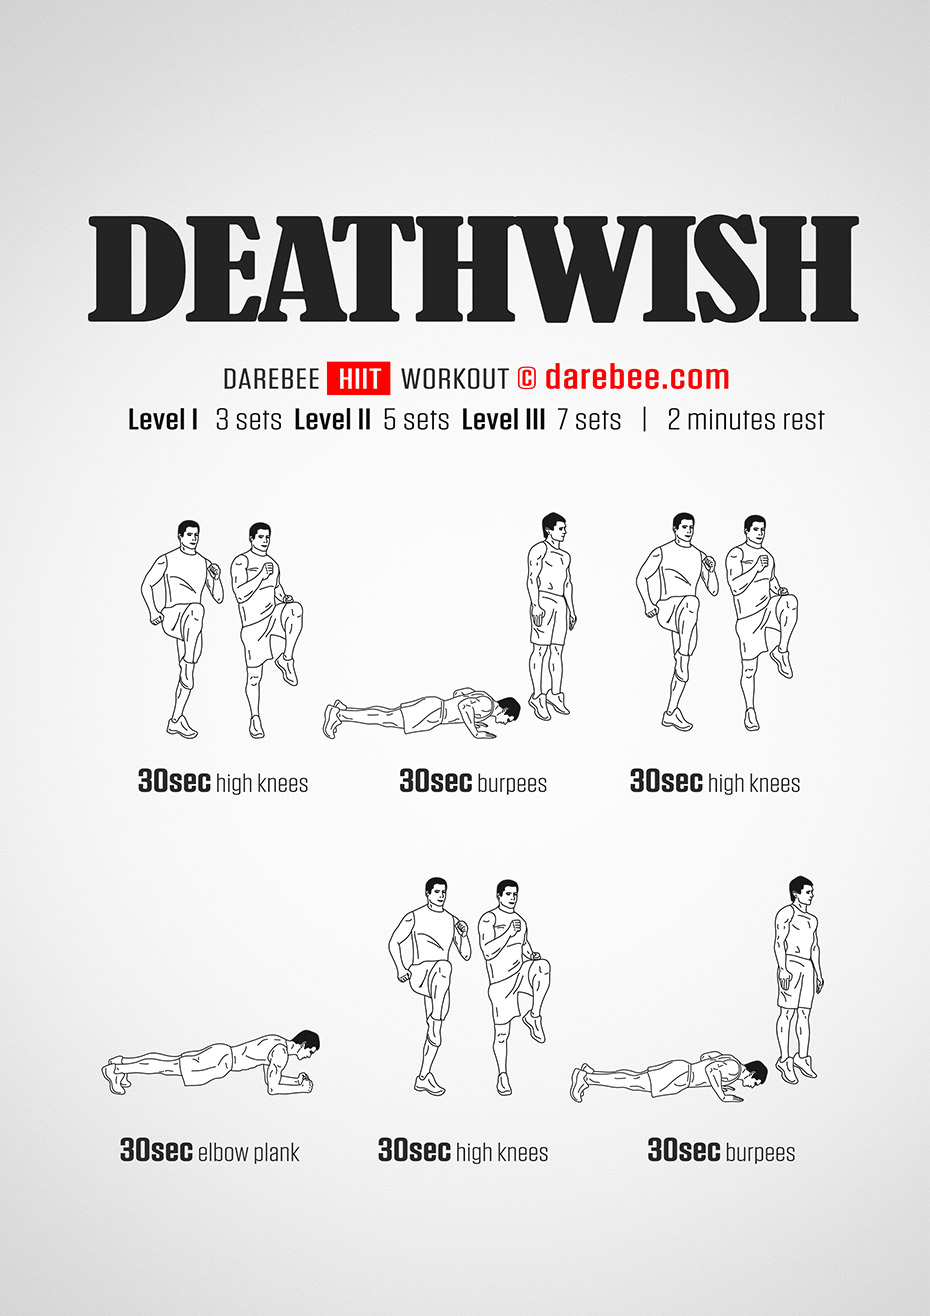 DEATHWISH
DAREBEE HIIT WORKOUT © darebee.com
Level I 3 sets Level II 5 sets Level III 7 sets | 2 minutes rest
30sec high knees
30sec burpees
30sec high knees
30sec elbow plank
30sec high knees
30sec burpees